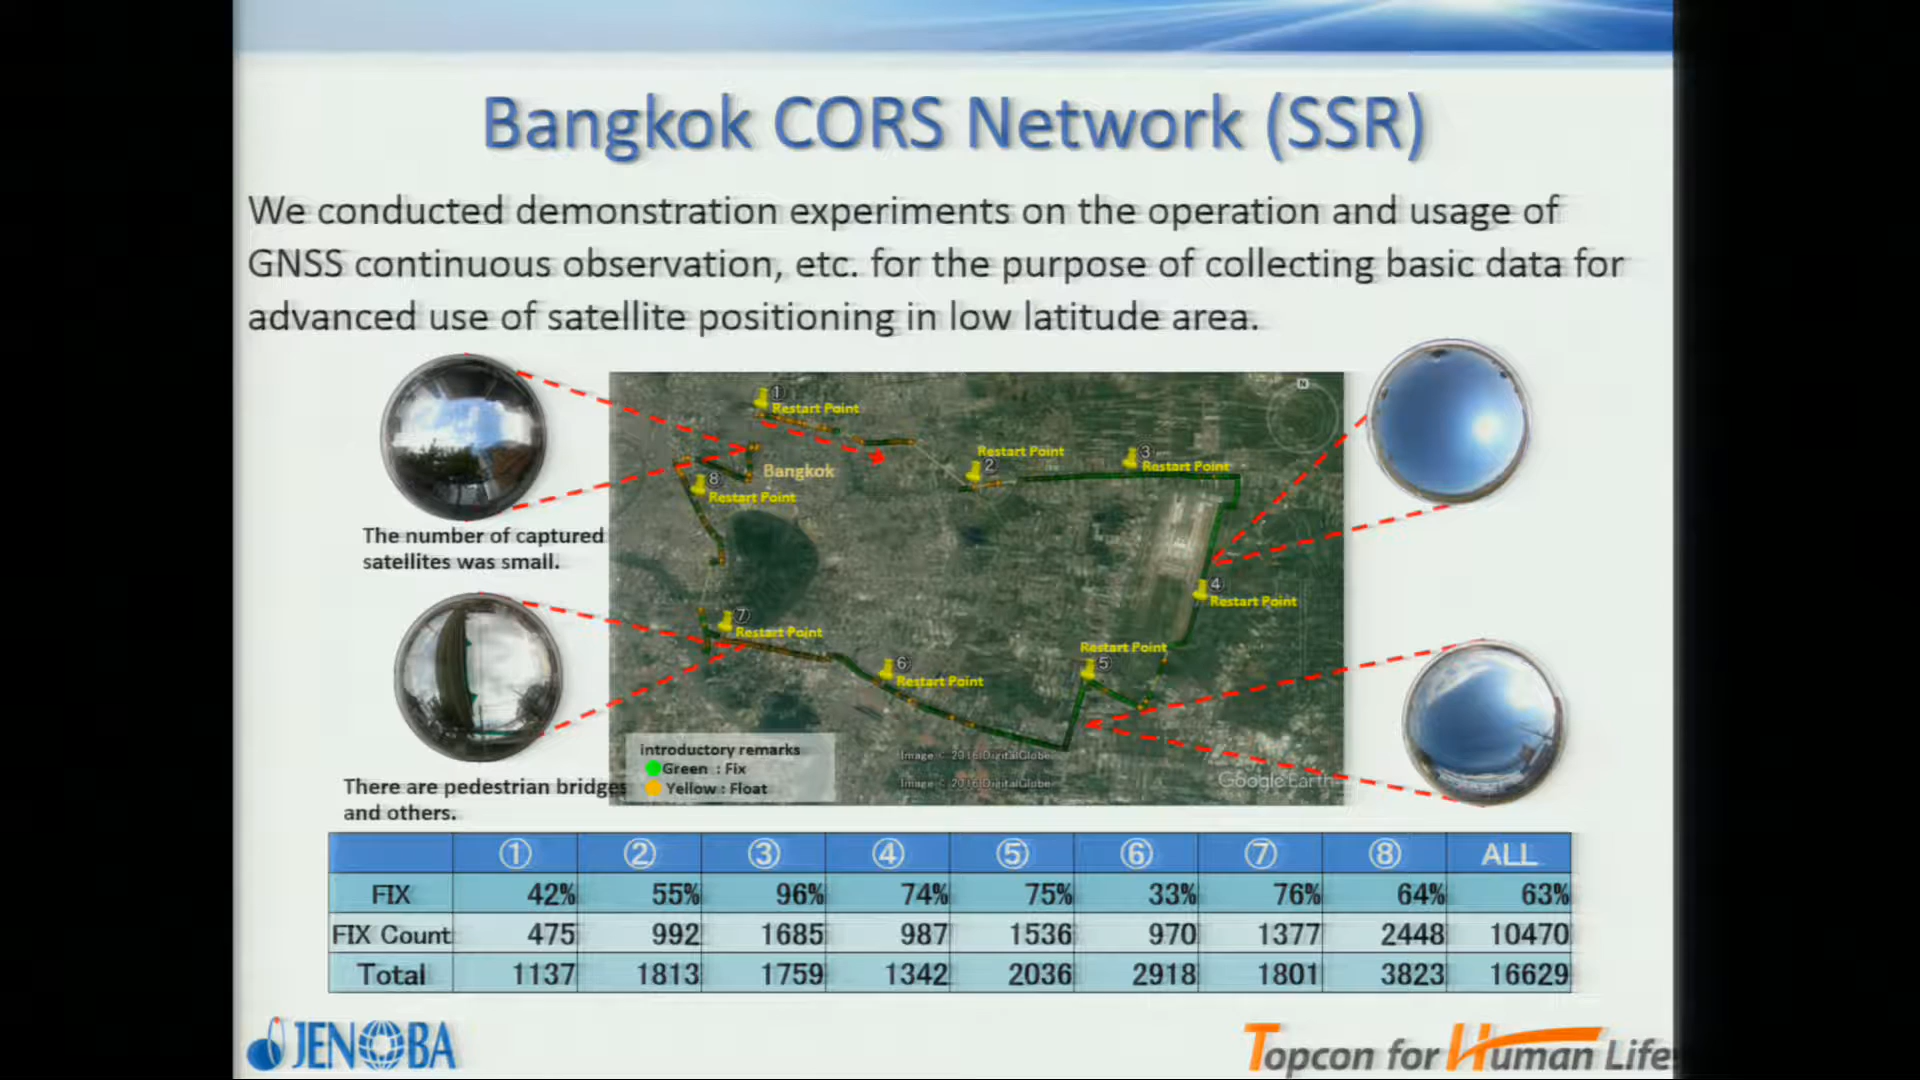 Bangkok CORS Network (SSR)
We conducted demonstration experiments on the operation and usage of
GNSS continuous observation, etc. for the purpose of collecting basic data for
advanced use of satellite positioning in low latitude area.
① Restart Point
② Restart Point
③ Restart Point
Bangkok
⑧ Restart Point
The number of captured
satellites was small.
④ Restart Point
⑦ Restart Point
⑤ Restart Point
⑥ Restart Point
N
introductory remarks
Green : Fix
Yellow : Float
Image © 2016 DigitalGlobe
Image © 2016 DigitalGlobe
Google Earth
There are pedestrian bridges
and others.
① ② ③ ④ ⑤ ⑥ ⑦ ⑧ ALL
FIX 42% 55% 96% 74% 75% 33% 76% 64% 63%
FIX Count 475 992 1685 987 1536 970 1377 2448 10470
Total 1137 1813 1759 1342 2036 2918 1801 3823 16629
JENOBA
Topcon for Human Life